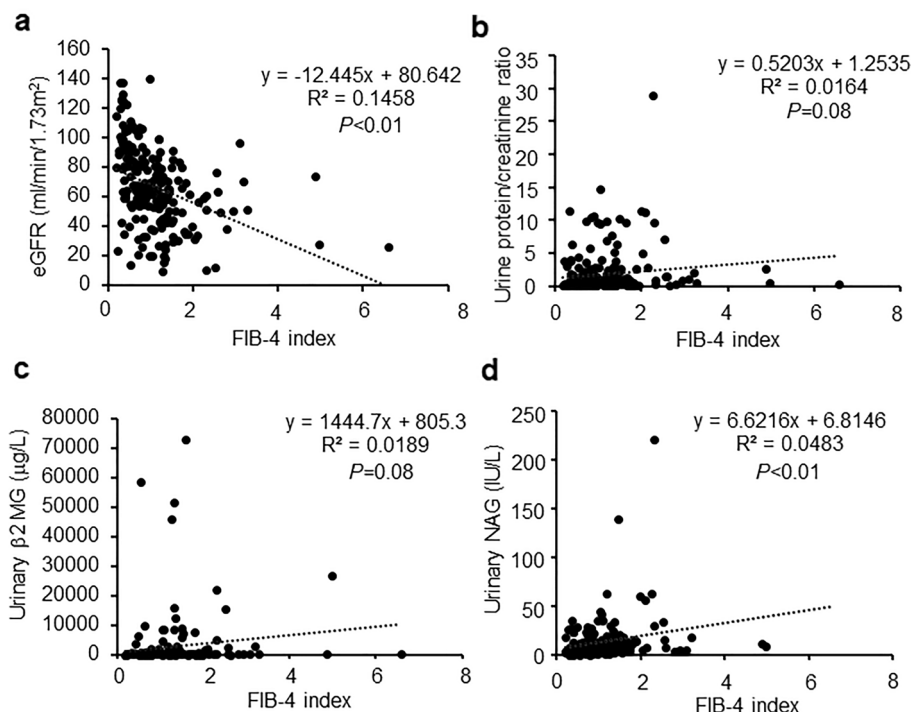 a
y = -12.445x + 80.642
R² = 0.1458
P<0.01
eGFR (ml/min/1.73m²)
160
140
120
100
80
60
40
20
0
0 2 4 6 8
FIB-4 index
b
y = 0.5203x + 1.2535
R² = 0.0164
P=0.08
Urine protein/creatinine ratio
35
30
25
20
15
10
5
0
0 2 4 6 8
FIB-4 index
c
y = 1444.7x + 805.3
R² = 0.0189
P=0.08
Urinary β2 MG (μg/L)
80000
70000
60000
50000
40000
30000
20000
10000
0
0 2 4 6 8
FIB-4 index
d
y = 6.6216x + 6.8146
R² = 0.0483
P<0.01
Urinary NAG (IU/L)
250
200
150
100
50
0
0 2 4 6 8
FIB-4 index